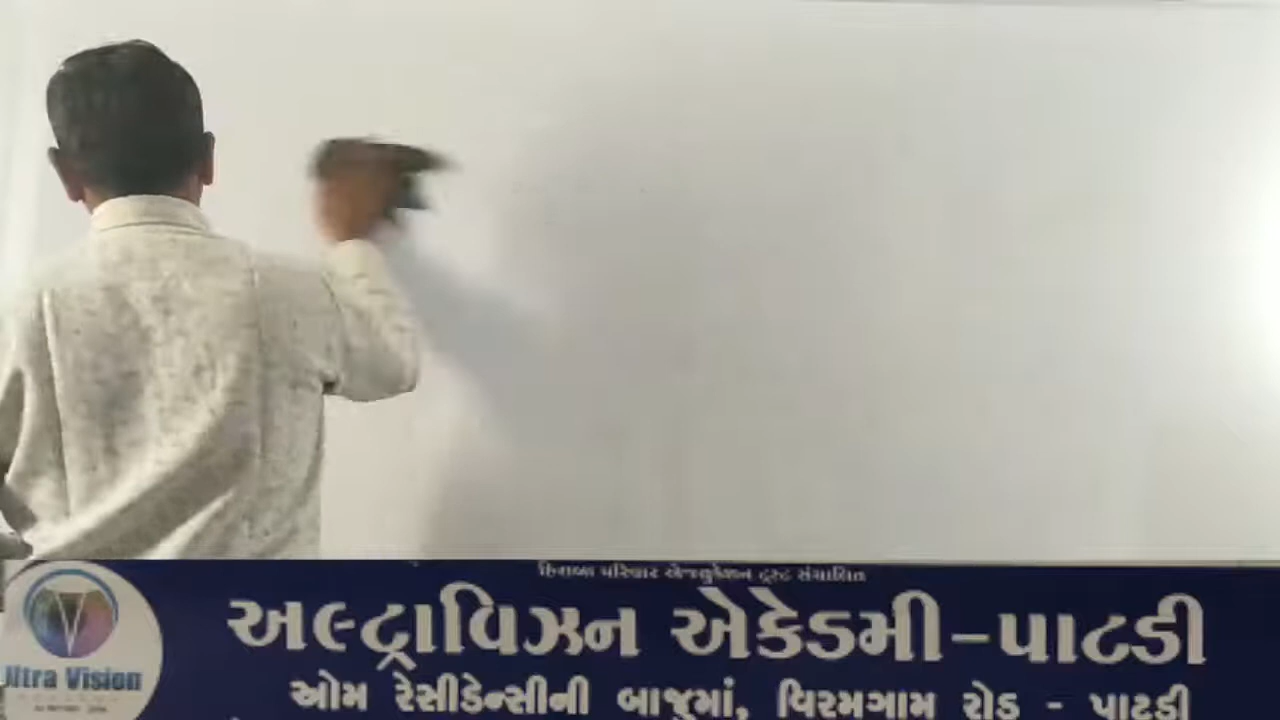 અલ્ટ્રાવિઝન એકેડમી-પાટડી
ઓમ રેસીડેન્સીની બાજુમાં, વિરમગામ રોડ - પાટડી
Ultra Vision